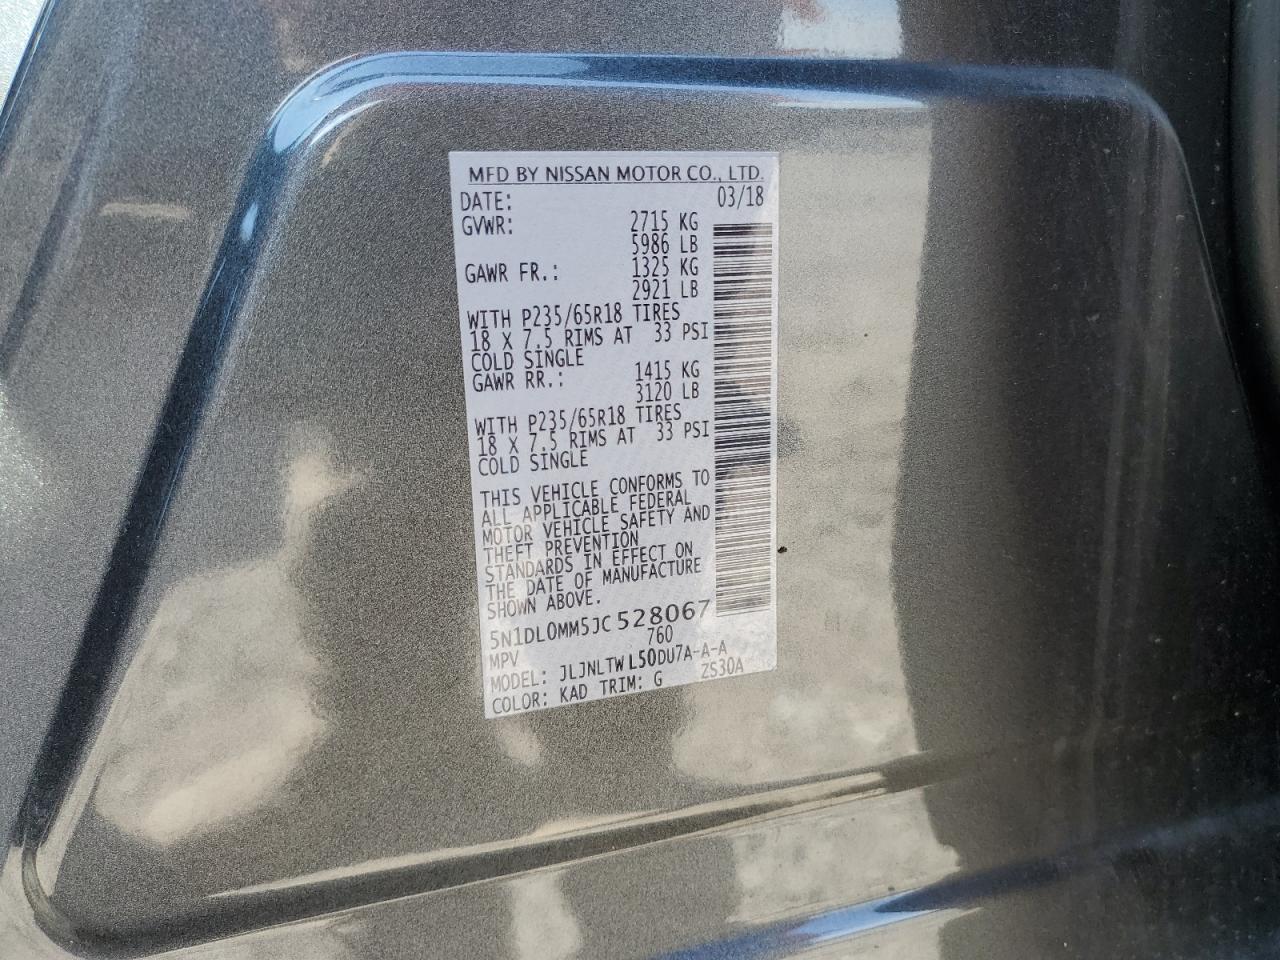 MFD BY NISSAN MOTOR CO., LTD.
DATE: 03/18
GVWR: 2715 KG
5986 LB
GAWR FR.: 1325 KG
2921 LB
WITH P235/65R18 TIRES
18 X 7.5 RIMS AT 33 PSI
COLD SINGLE
GAWR RR.: 1415 KG
3120 LB
WITH P235/65R18 TIRES
18 X 7.5 RIMS AT 33 PSI
COLD SINGLE
THIS VEHICLE CONFORMS TO
ALL APPLICABLE FEDERAL
MOTOR VEHICLE SAFETY AND
THEFT PREVENTION
STANDARDS IN EFFECT ON
THE DATE OF MANUFACTURE
SHOWN ABOVE.
5N1DL0MM5JC528067
MPV 760
MODEL: JLJNLTWL50DU7A-A-A
COLOR: KAD TRIM: G ZS30A